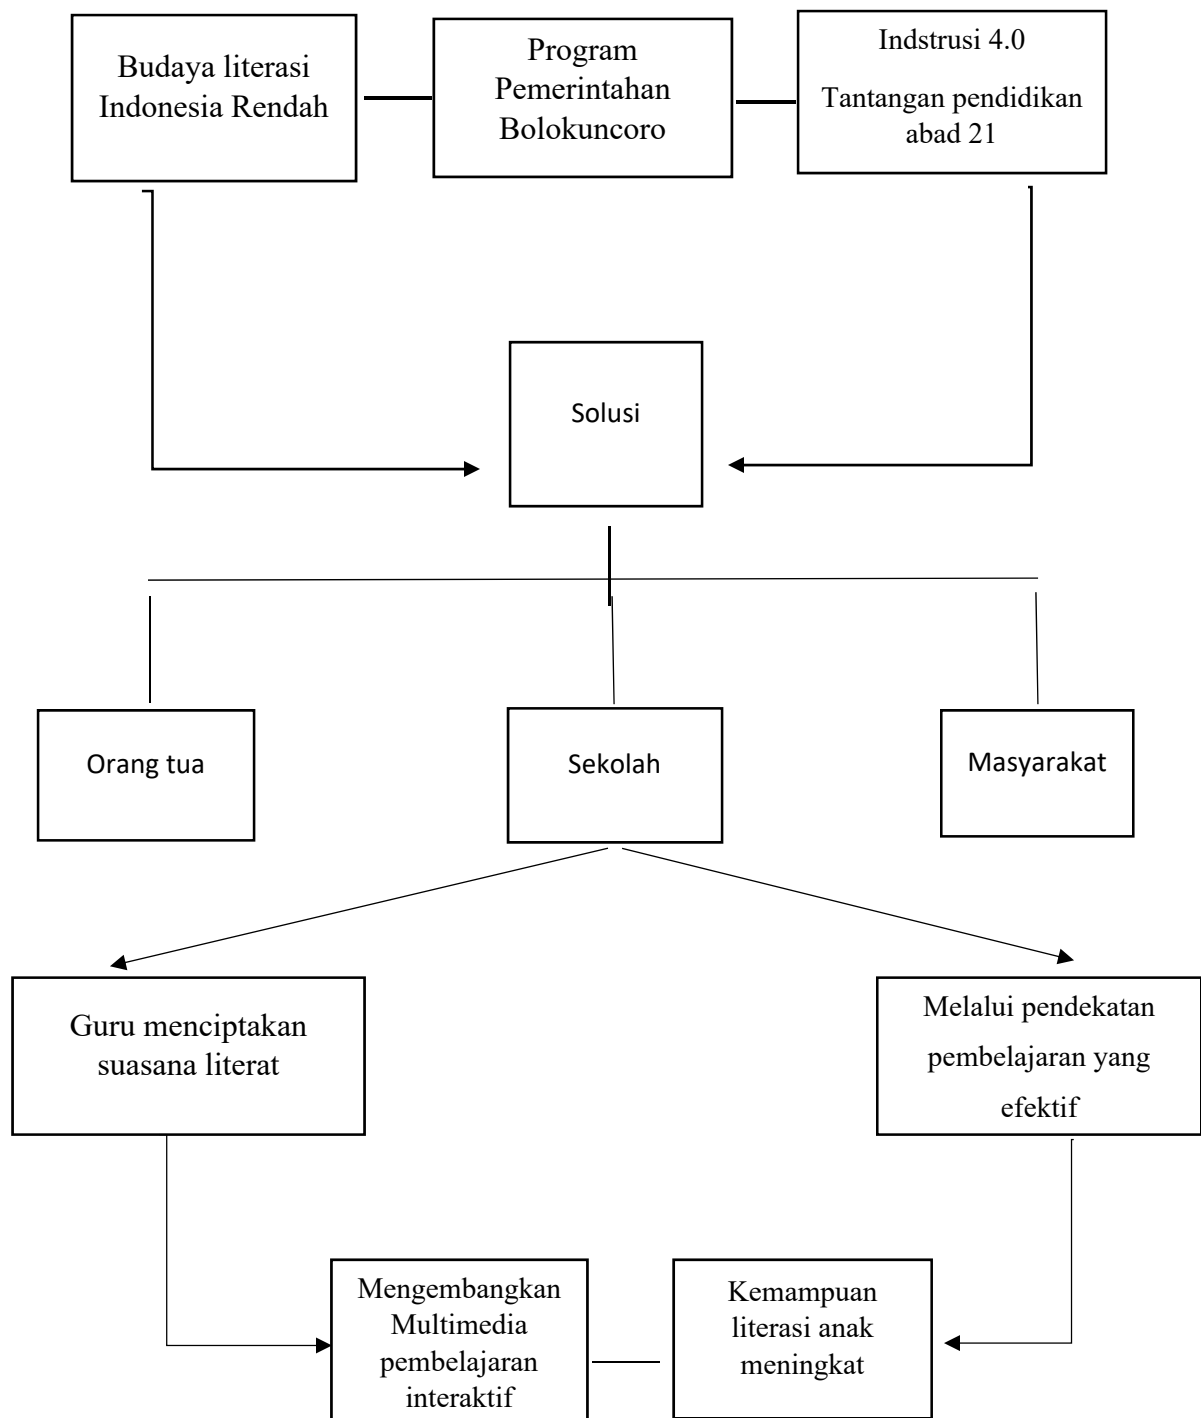 Budaya literasi
Indonesia Rendah
Program
Pemerintahan
Bolokuncoro
Indstrusi 4.0
Tantangan pendidikan
abad 21
Solusi
Orang tua
Sekolah
Masyarakat
Guru menciptakan
suasana literat
Melalui pendekatan
pembelajaran yang
efektif
Mengembangkan
Multimedia
pembelajaran
interaktif
Kemampuan
literasi anak
meningkat